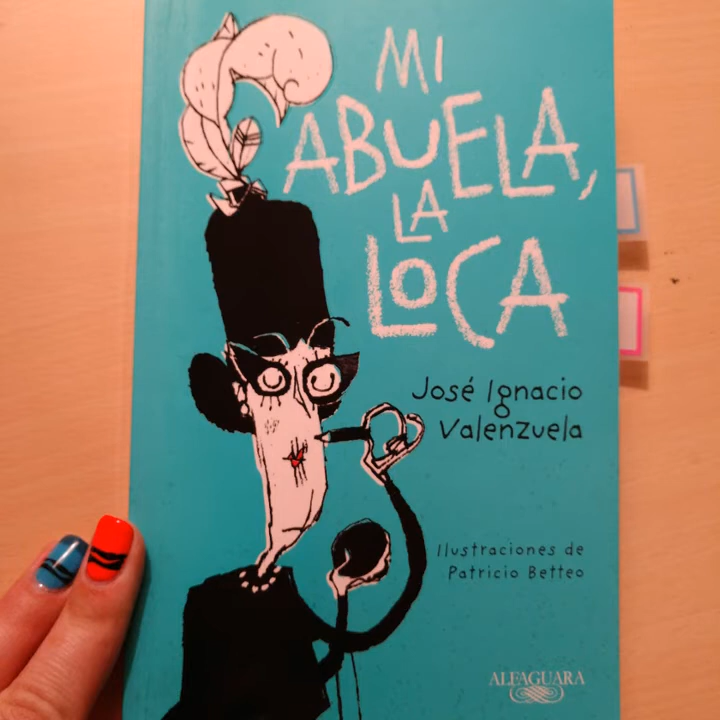 MI
ABUELA,
LA
LOCA
José Ignacio
Valenzuela
Ilustraciones de
Patricio Betteo
ALFAGUARA